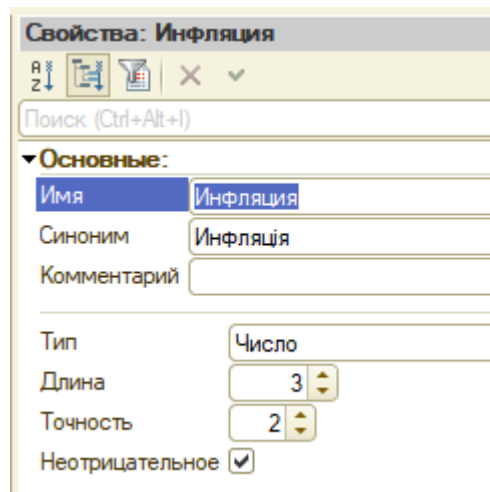 Свойства: Инфляция
Поиск (Ctrl+Alt+I)
Основные:
Имя Инфляция
Синоним Инфляція
Комментарий
Тип Число
Длина 3
Точность 2
Неотрицательное